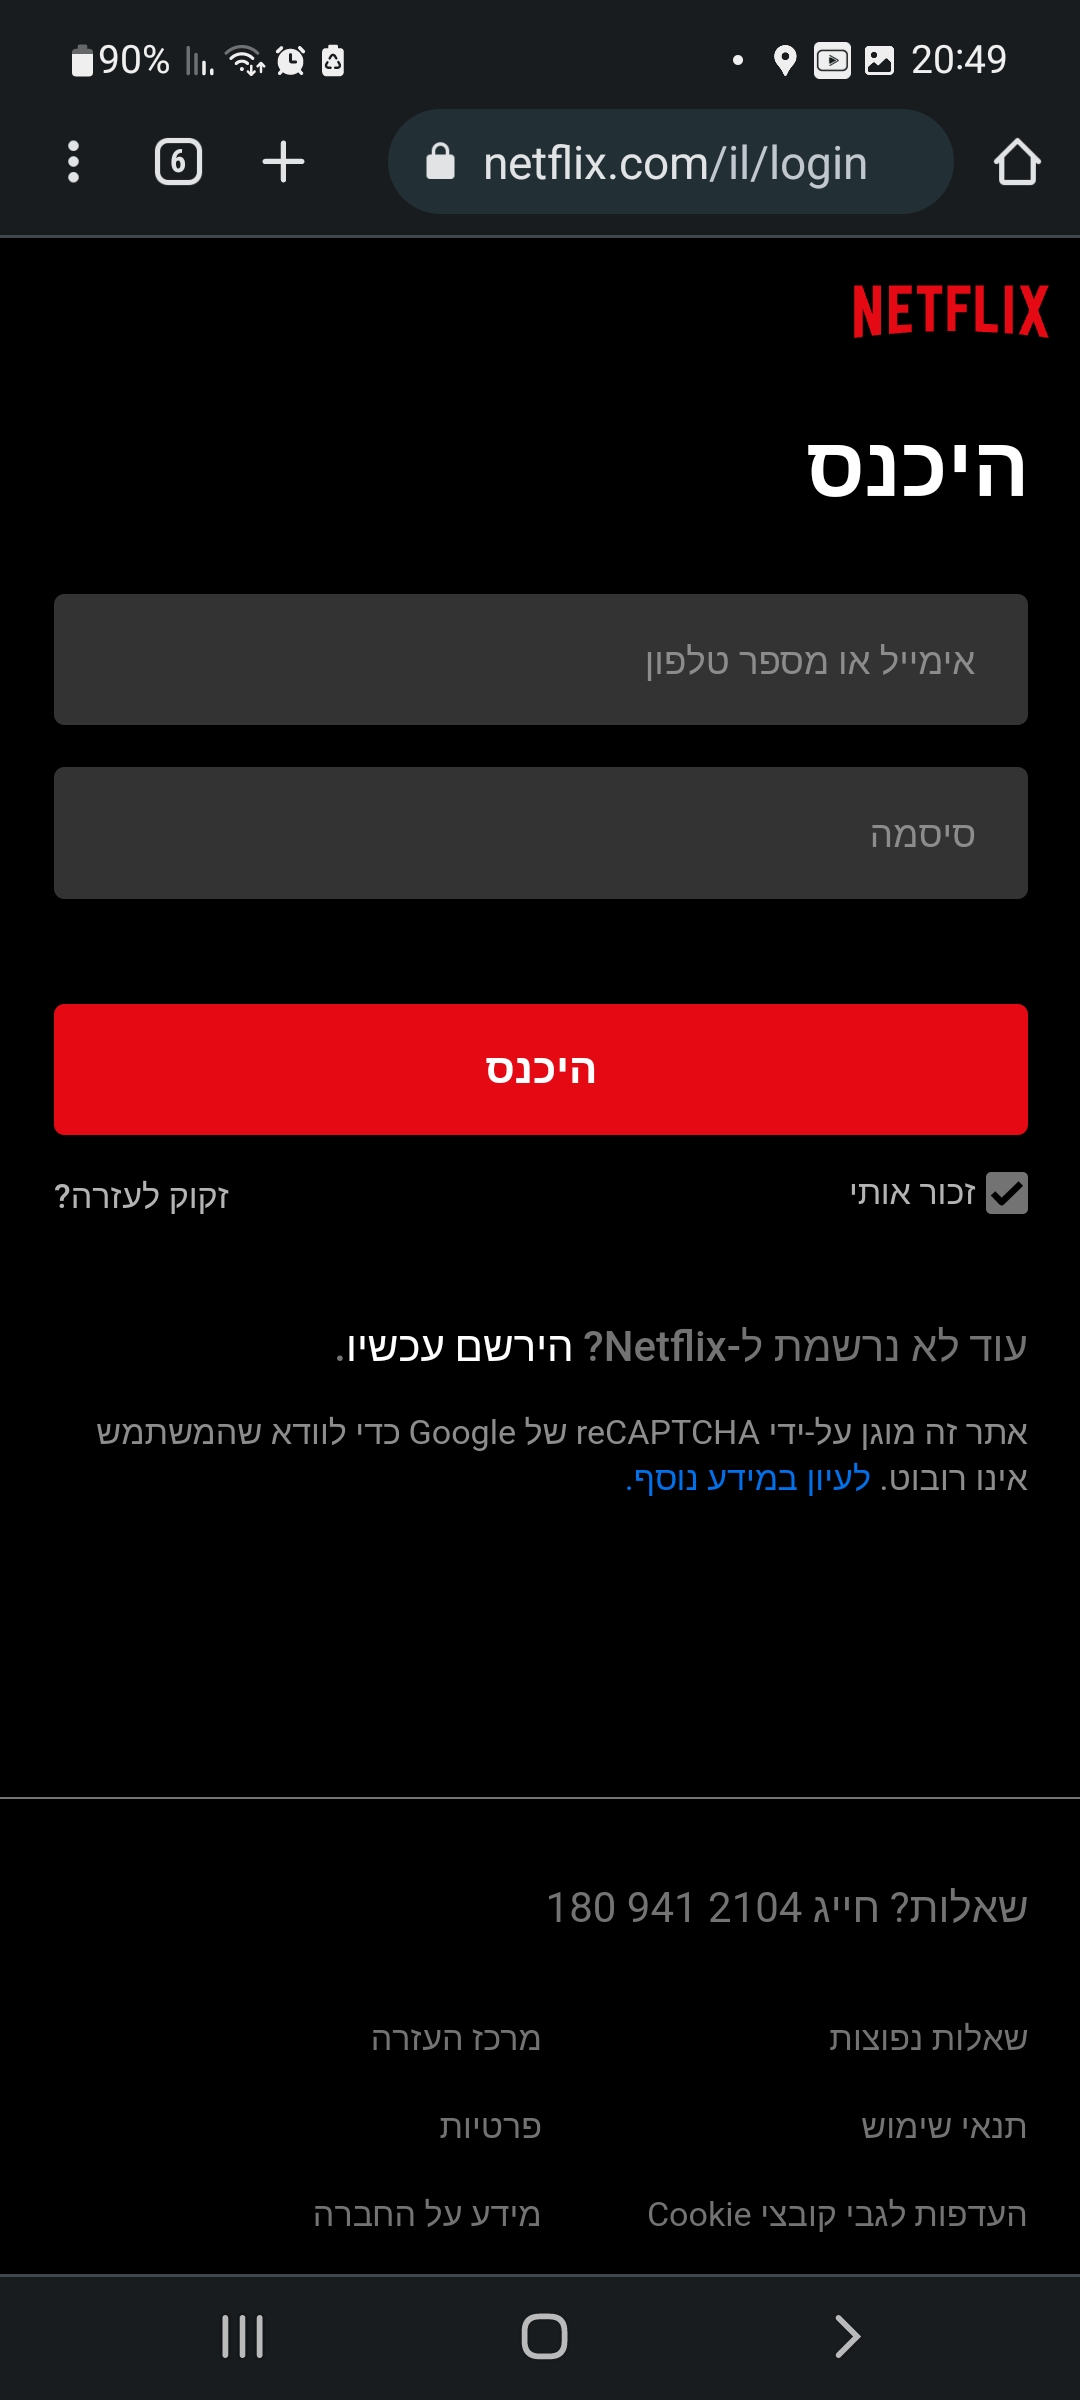 90%
20:49
6
netflix.com/il/login
NETFLIX
היכנס
אימייל או מספר טלפון
סיסמה
היכנס
זכור אותי
זקוק לעזרה?
עוד לא נרשמת ל-Netflix? הירשם עכשיו.
אתר זה מוגן על-ידי reCAPTCHA של Google כדי לוודא שהמשתמש
אינו רובוט. לעיון במידע נוסף.
שאלות? חייג 180 941 2104
שאלות נפוצות
מרכז העזרה
תנאי שימוש
פרטיות
העדפות לגבי קובצי Cookie
מידע על החברה